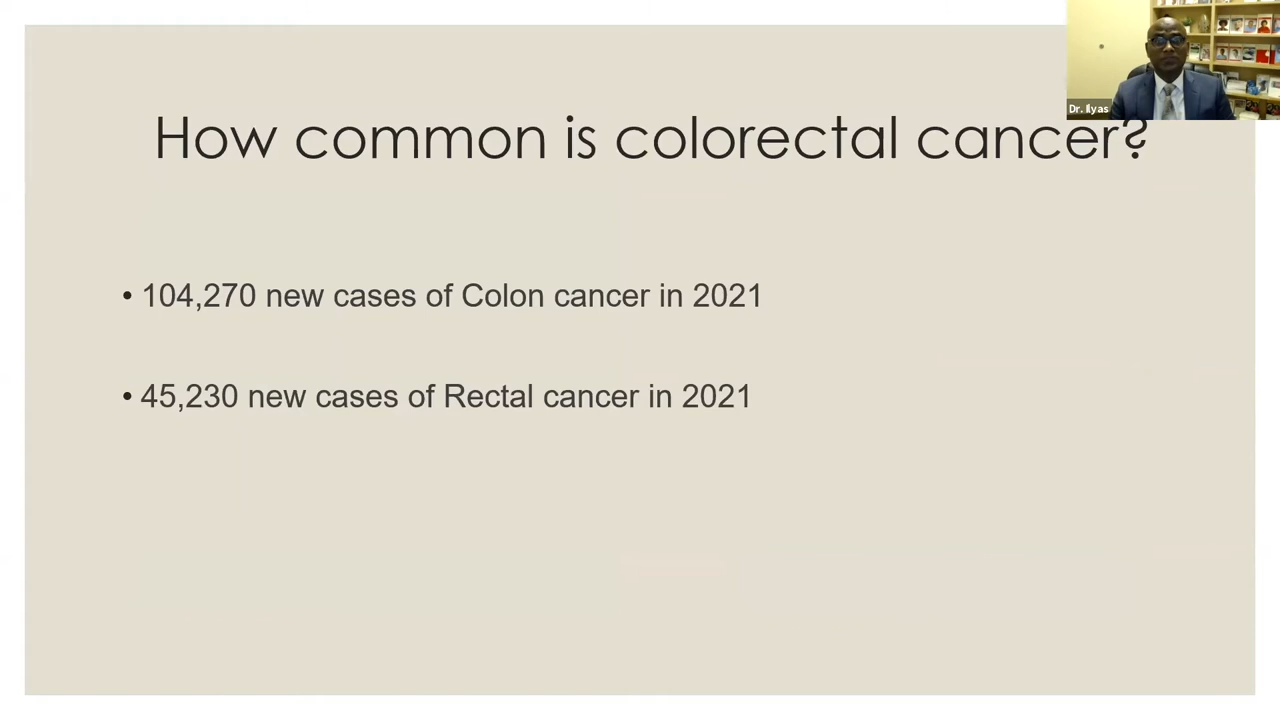 Dr. Ilyas
How common is colorectal cancer?
• 104,270 new cases of Colon cancer in 2021
• 45,230 new cases of Rectal cancer in 2021